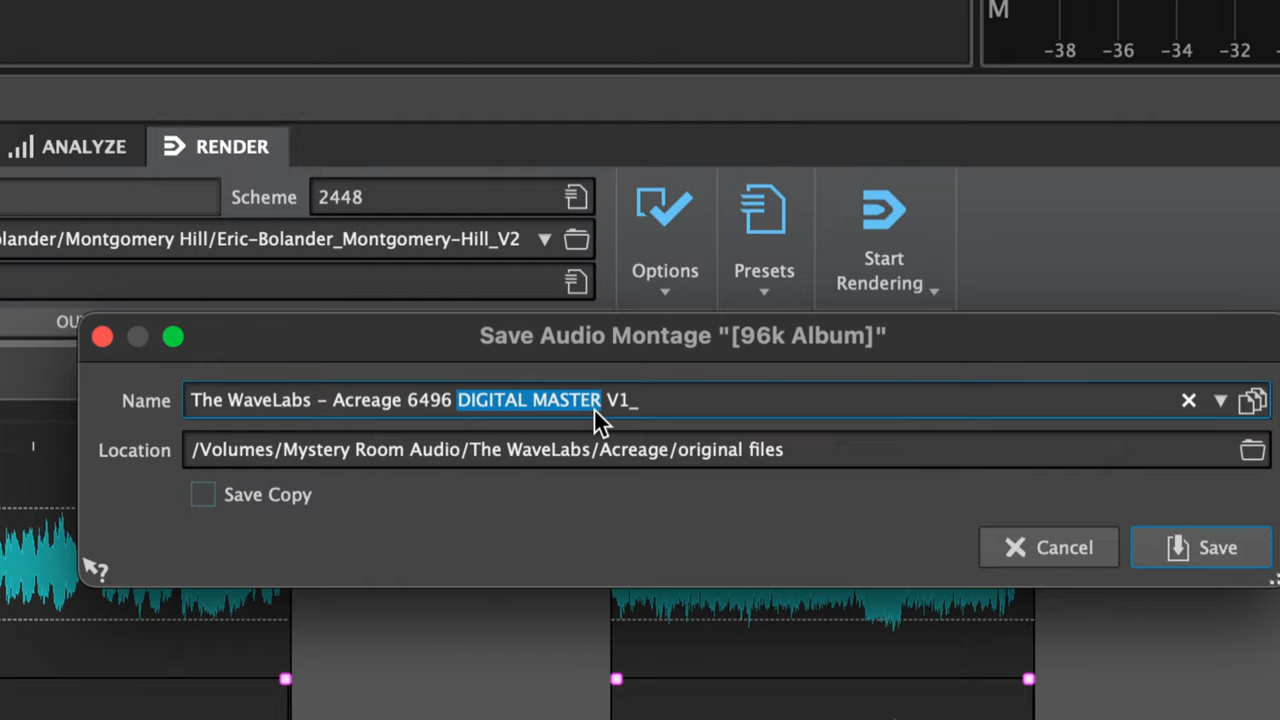 M
-38 -36 -34 -32
ANALYZE RENDER
Scheme 2448
lander/Montgomery Hill/Eric-Bolander_Montgomery-Hill_V2
Options Presets Start Rendering
OU
Save Audio Montage "[96k Album]"
Name The WaveLabs - Acreage 6496 DIGITAL MASTER V1_
Location /Volumes/Mystery Room Audio/The WaveLabs/Acreage/original files
Save Copy
Cancel Save
?